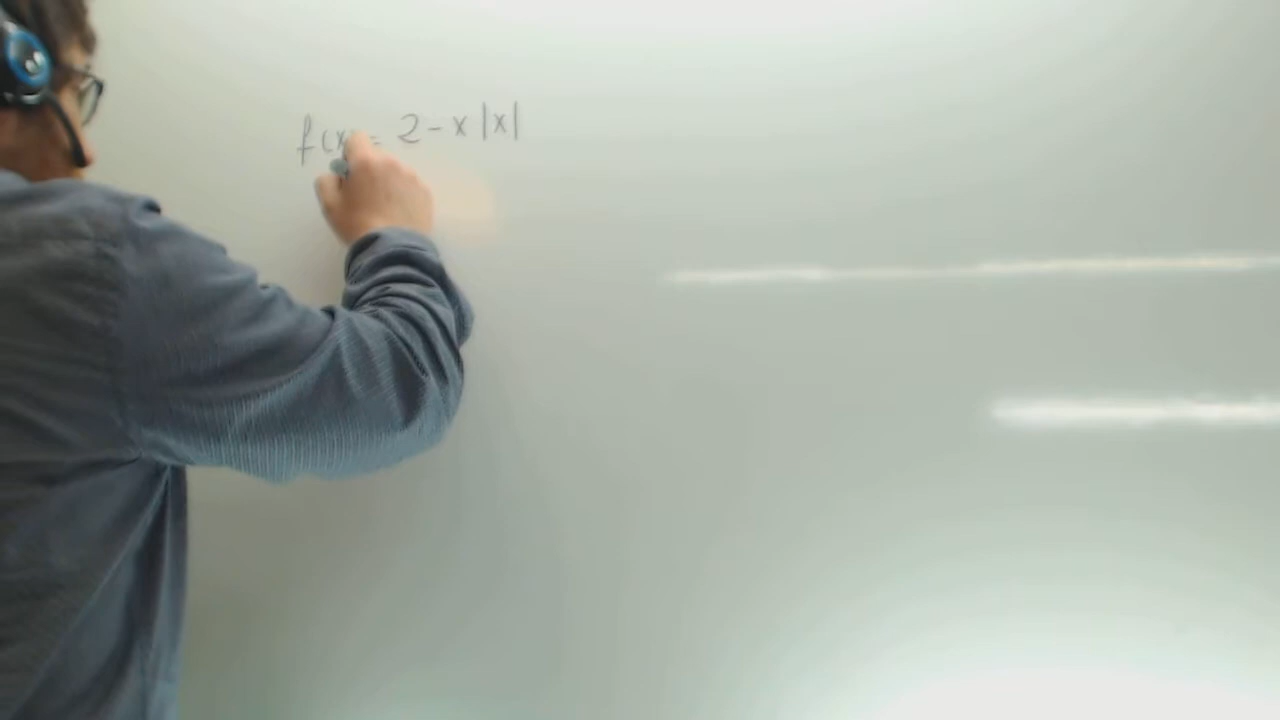 f(x) = 2 - x |x|